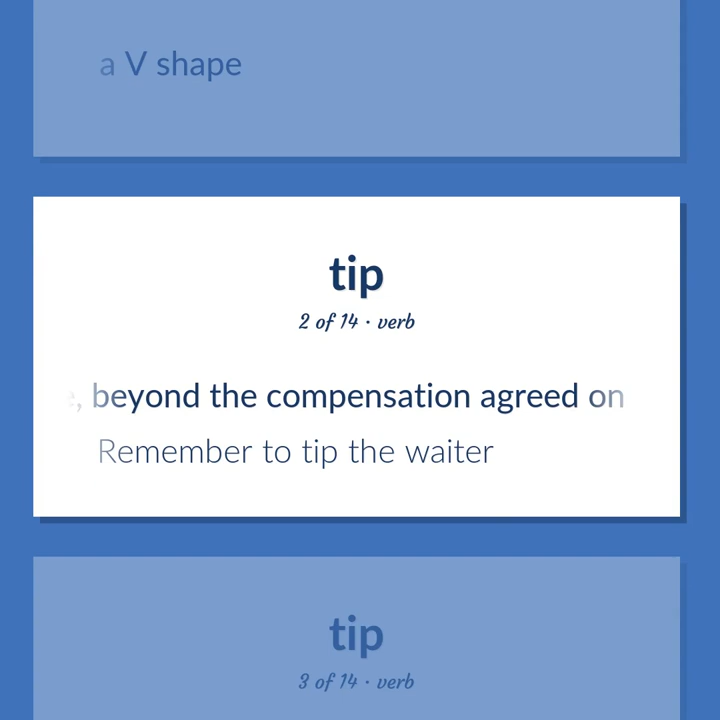 a V shape
tip
2 of 14 · verb
, beyond the compensation agreed on
Remember to tip the waiter
tip
3 of 14 · verb